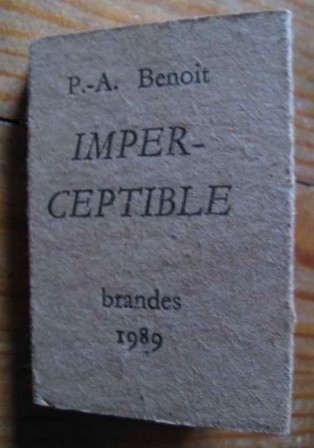 P.-A. Benoit
IMPER-
CEPTIBLE
brandes
1989